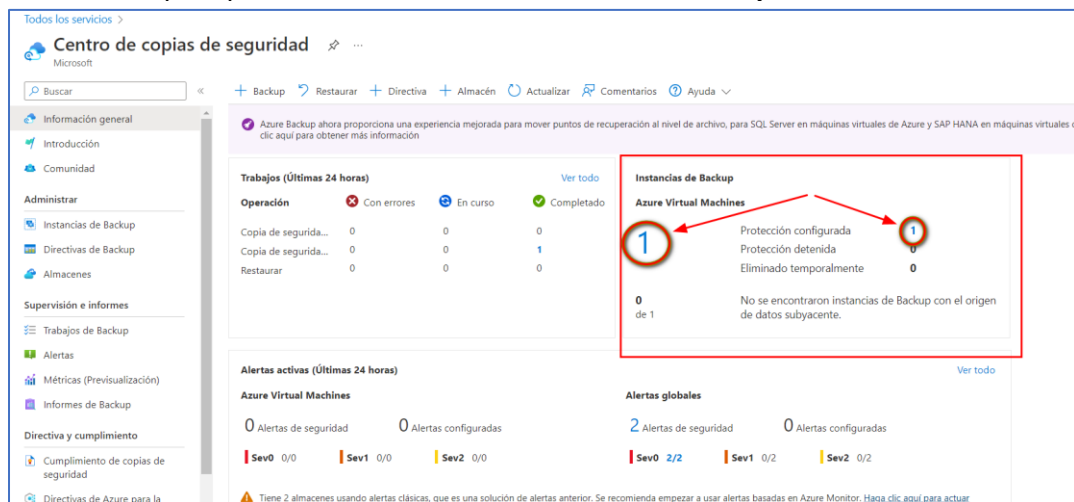 Todos los servicios >
Centro de copias de seguridad
Microsoft
Buscar
Backup Restaurar Directiva Almacén Actualizar Comentarios Ayuda
Información general
Introducción
Comunidad
Administrar
Instancias de Backup
Directivas de Backup
Almacenes
Supervisión e informes
Trabajos de Backup
Alertas
Métricas (Previsualización)
Informes de Backup
Directiva y cumplimiento
Cumplimiento de copias de
seguridad
Directivas de Azure para la
Azure Backup ahora proporciona una experiencia mejorada para mover puntos de recuperación al nivel de archivo, para SQL Server en máquinas virtuales de Azure y SAP HANA en máquinas virtuales
clic aquí para obtener más información
Trabajos (Últimas 24 horas) Ver todo
Operación Con errores En curso Completado
Copia de segurida... 0 0 0
Copia de segurida... 0 0 1
Restaurar 0 0 0
Instancias de Backup
Azure Virtual Machines
1
Protección configurada 1
Protección detenida 0
Eliminado temporalmente 0
0
de 1
No se encontraron instancias de Backup con el origen
de datos subyacente.
Alertas activas (Últimas 24 horas) Ver todo
Azure Virtual Machines
0 Alertas de seguridad 0 Alertas configuradas
Sev0 0/0 Sev1 0/0 Sev2 0/0
Alertas globales
2 Alertas de seguridad 0 Alertas configuradas
Sev0 2/2 Sev1 0/2 Sev2 0/2
Tiene 2 almacenes usando alertas clásicas, que es una solución de alertas anterior. Se recomienda empezar a usar alertas basadas en Azure Monitor. Haga clic aquí para actuar